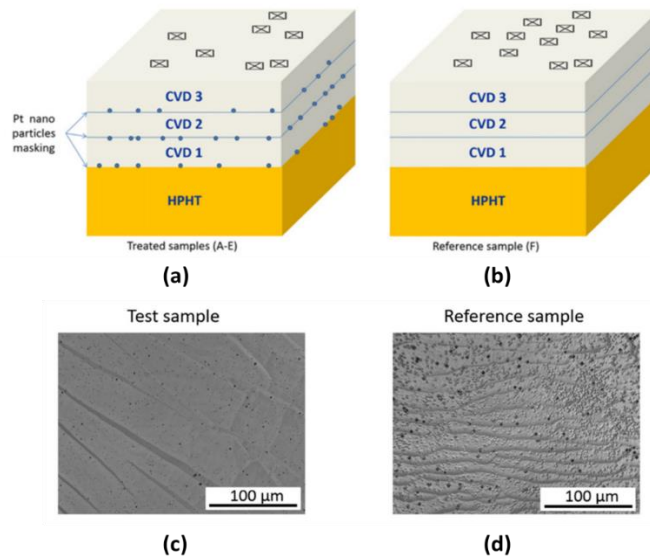 CVD 3
CVD 2
CVD 1
HPHT
Pt nano
particles
masking
Treated samples (A-E)
(a)
CVD 3
CVD 2
CVD 1
HPHT
Reference sample (F)
(b)
Test sample
100 µm
(c)
Reference sample
100 µm
(d)